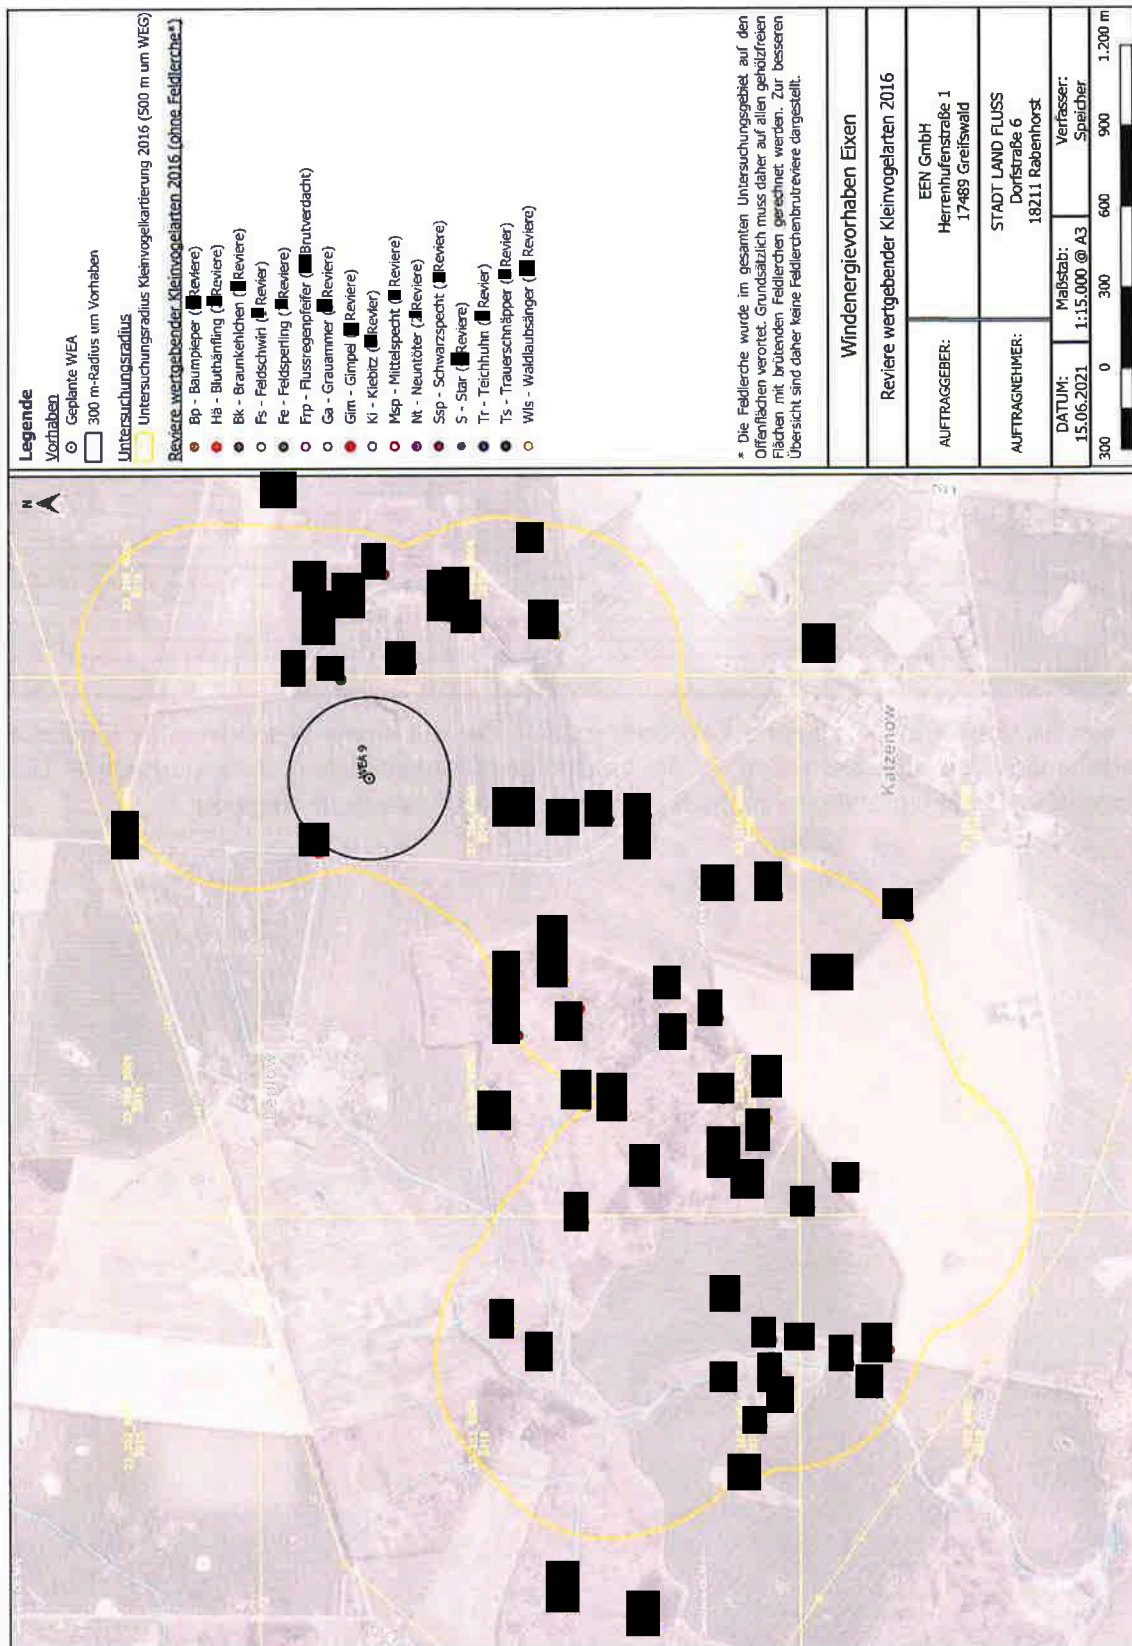 Legende
Vorhaben
Geplante WEA
300 m-Radius um Vorhaben
Untersuchungsradius
Untersuchungsradius Kleinvogelkartierung 2016 (500 m um WEG)
Reviere wertgebender Kleinvogelarten 2016 (ohne Feldlerche*)
Bp - Baumpieper ( Reviere)
Hä - Bluthänfling ( Reviere)
Bk - Braunkehlchen ( Reviere)
Fs - Feldschwirl ( Revier)
Fe - Feldsperling ( Reviere)
Frp - Flussregenpfeifer ( Brutverdacht)
Ga - Grauammer ( Reviere)
Gim - Gimpel ( Reviere)
Ki - Kiebitz ( Revier)
Msp - Mittelspecht ( Reviere)
Nt - Neuntöter ( Reviere)
Ssp - Schwarzspecht ( Reviere)
S - Star ( Reviere)
Tr - Teichhuhn ( Revier)
Ts - Trauerschnäpper ( Reviere)
Wls - Waldlaubsänger ( Reviere)
* Die Feldlerche wurde im gesamten Untersuchungsgebiet auf den
Offenflächen verortet. Grundsätzlich muss daher auf allen gehölzfreien
Flächen mit brütenden Feldlerchen gerechnet werden. Zur besseren
Übersicht sind daher keine Feldlerchenbrutreviere dargestellt.
Windenergievorhaben Eixen
Reviere wertgebender Kleinvogelarten 2016
AUFTRAGGEBER:
EEN GmbH
Herrenhufenstraße 1
17489 Greifswald
AUFTRAGNEHMER:
STADT LAND FLUSS
Dorfstraße 6
18211 Rabenhorst
DATUM:
15.06.2021
Maßstab:
1:15.000 @ A3
Verfasser:
Speicher
300 0 300 600 900 1.200 m
N
WEA 9
Leplow
Katzenow